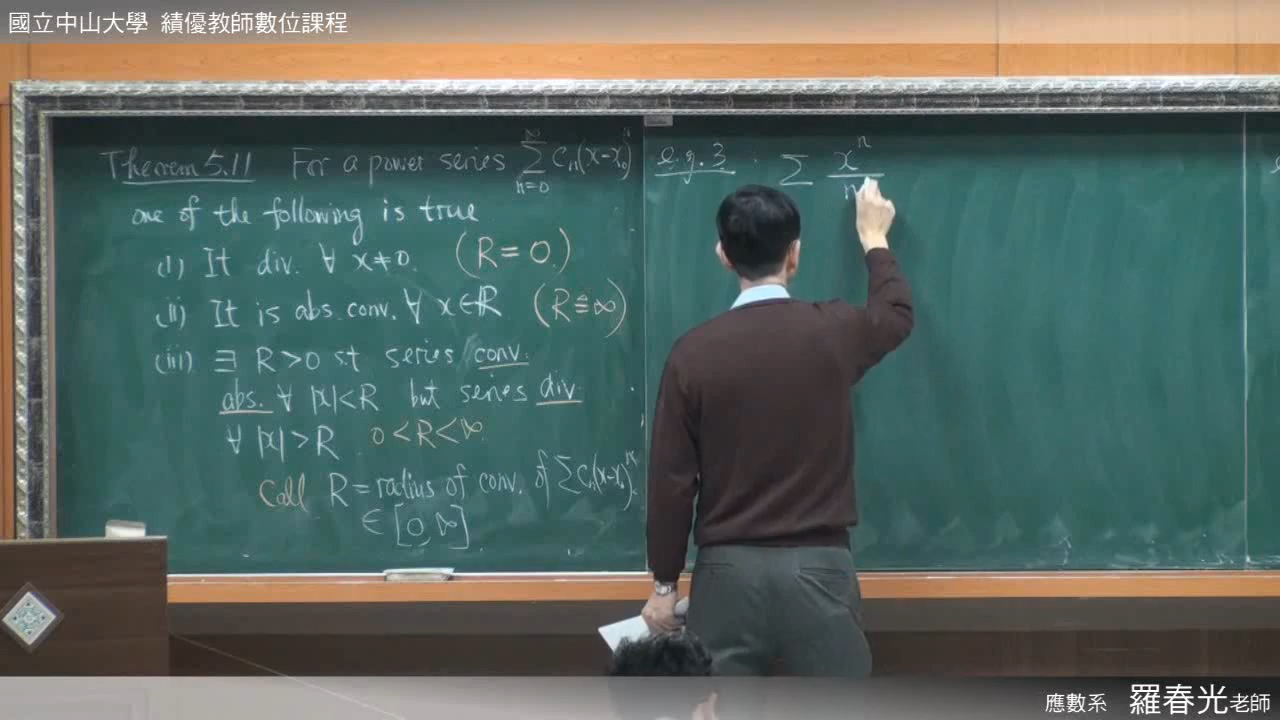 國立中山大學 績優教師數位課程
Theorem 5.11 For a power series \sum_{n=0}^{∞} c_n(x-x_0)^n
one of the following is true
(i) It div. ∀ x≠0. (R=0)
(ii) It is abs. conv. ∀ x∈ℝ (R≙∞)
(iii) ∃ R>0 s.t series conv.
abs. ∀ |x|<R but series div
∀ |x|>R 0<R<∞.
Call R = radius of conv. of ∑ c_n(x-x_0)^n
∈ [0,∞]
e.g. 3 : ∑ x^n / n
應數系 羅春光老師